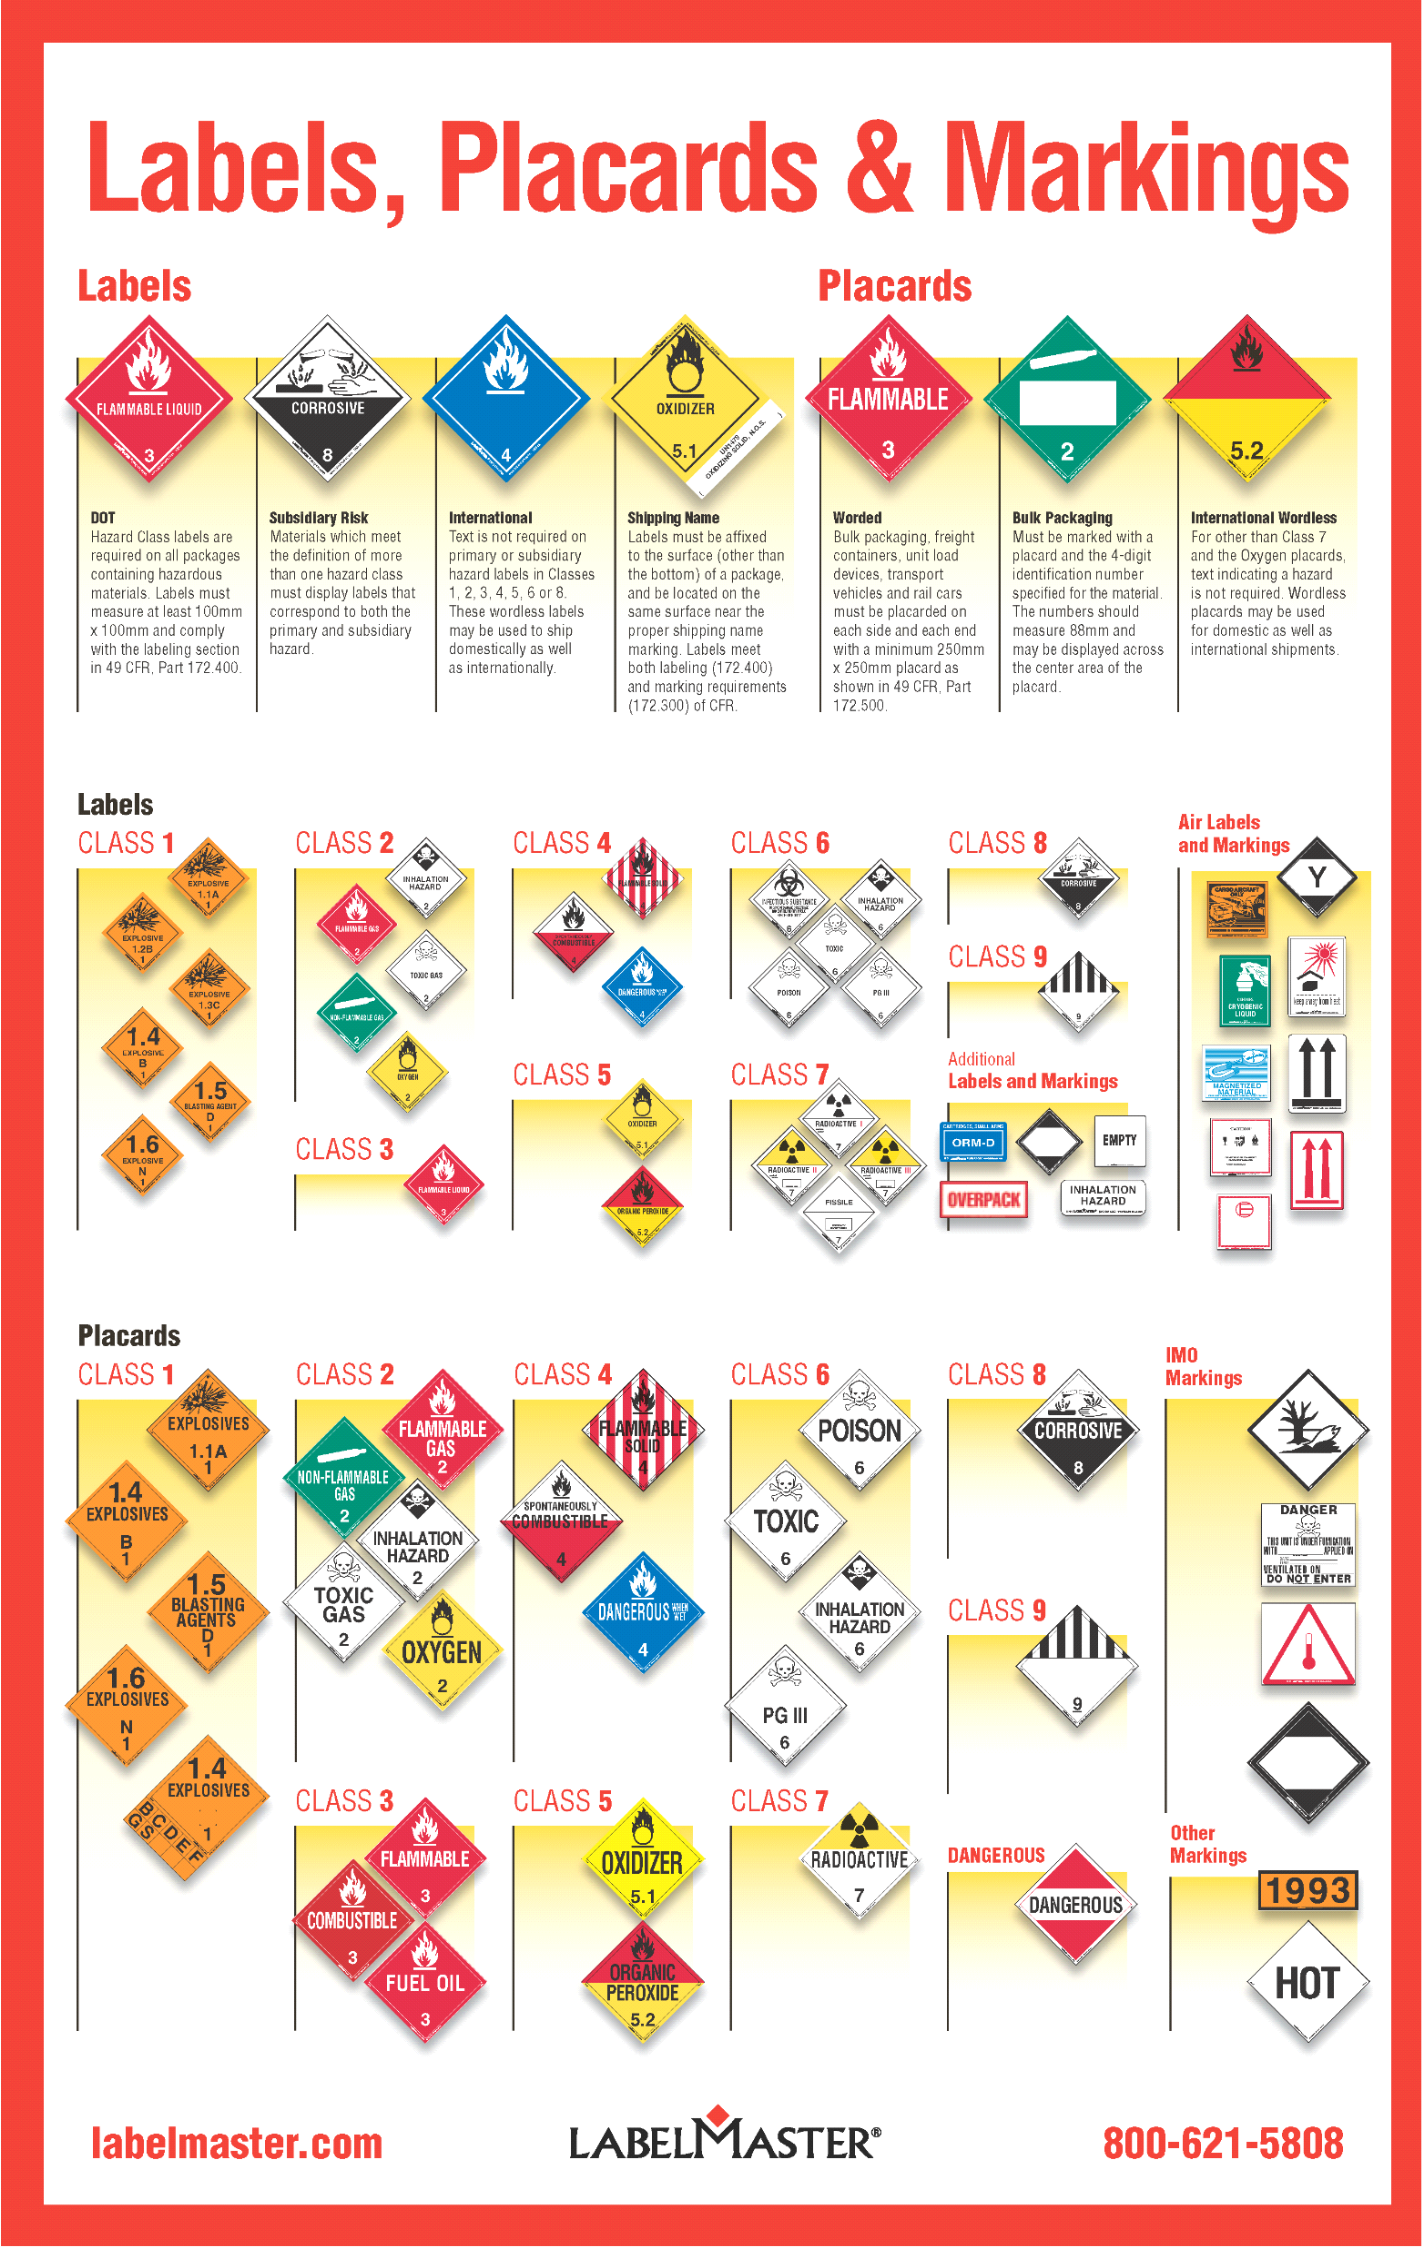 Labels, Placards & Markings
Labels
FLAMMABLE LIQUID
3
CORROSIVE
8
4
OXIDIZER
5.1
UN1479
OXIDIZING SOLID, N.O.S.
DOT
Hazard Class labels are
required on all packages
containing hazardous
materials. Labels must
measure at least 100mm
x 100mm and comply
with the labeling section
in 49 CFR, Part 172.400.
Subsidiary Risk
Materials which meet
the definition of more
than one hazard class
must display labels that
correspond to both the
primary and subsidiary
hazard.
International
Text is not required on
primary or subsidiary
hazard labels in Classes
1, 2, 3, 4, 5, 6 or 8.
These wordless labels
may be used to ship
domestically as well
as internationally.
Shipping Name
Labels must be affixed
to the surface (other than
the bottom) of a package,
and be located on the
same surface near the
proper shipping name
marking. Labels meet
both labeling (172.400)
and marking requirements
(172.300) of CFR.
Placards
FLAMMABLE
3
2
5.2
Worded
Bulk packaging, freight
containers, unit load
devices, transport
vehicles and rail cars
must be placarded on
each side and each end
with a minimum 250mm
x 250mm placard as
shown in 49 CFR, Part
172.500.
Bulk Packaging
Must be marked with a
placard and the 4-digit
identification number
specified for the material.
The numbers should
measure 88mm and
may be displayed across
the center area of the
placard.
International Wordless
For other than Class 7
and the Oxygen placards,
text indicating a hazard
is not required. Wordless
placards may be used
for domestic as well as
international shipments.
Labels
CLASS 1
EXPLOSIVE
1.1A
1
EXPLOSIVE
1.2B
1
EXPLOSIVE
1.3C
1
1.4
EXPLOSIVE
B
1
1.5
BLASTING AGENT
D
1
1.6
EXPLOSIVE
N
1
CLASS 2
INHALATION
HAZARD
2
FLAMMABLE GAS
2
TOXIC GAS
2
NON-FLAMMABLE GAS
2
OXYGEN
2
CLASS 3
FLAMMABLE LIQUID
3
CLASS 4
FLAMMABLE SOLID
COMBUSTIBLE
4
DANGEROUS
4
CLASS 5
OXIDIZER
5.1
ORGANIC PEROXIDE
5.2
CLASS 6
INFECTIOUS SUBSTANCE
6
INHALATION
HAZARD
6
TOXIC
6
POISON
6
PG III
6
CLASS 7
RADIOACTIVE I
7
RADIOACTIVE II
7
RADIOACTIVE III
7
FISSILE
7
CLASS 8
CORROSIVE
8
CLASS 9
9
Additional
Labels and Markings
ORM-D
EMPTY
OVERPACK
INHALATION
HAZARD
Air Labels
and Markings
Y
CARGO AIRCRAFT
ONLY
CRYOGENIC
LIQUID
keep away from heat
MAGNETIZED
MATERIAL
Placards
CLASS 1
EXPLOSIVES
1.1A
1
1.4
EXPLOSIVES
B
1
1.5
BLASTING
AGENTS
D
1
1.6
EXPLOSIVES
N
1
1.4
EXPLOSIVES
1
B C D E F
G S
CLASS 2
FLAMMABLE
GAS
2
NON-FLAMMABLE
GAS
2
INHALATION
HAZARD
2
TOXIC
GAS
2
OXYGEN
2
CLASS 3
FLAMMABLE
3
COMBUSTIBLE
3
FUEL OIL
3
CLASS 4
FLAMMABLE
SOLID
4
SPONTANEOUSLY
COMBUSTIBLE
4
DANGEROUS WHEN
WET
4
CLASS 5
OXIDIZER
5.1
ORGANIC
PEROXIDE
5.2
CLASS 6
POISON
6
TOXIC
6
INHALATION
HAZARD
6
PG III
6
CLASS 7
RADIOACTIVE
7
CLASS 8
CORROSIVE
8
CLASS 9
9
DANGEROUS
DANGEROUS
IMO
Markings
DANGER
THIS UNIT IS UNDER FUMIGATION
WITH APPLIED ON
VENTILATED ON
DO NOT ENTER
Other
Markings
1993
HOT
labelmaster.com
LABELMASTER®
800-621-5808